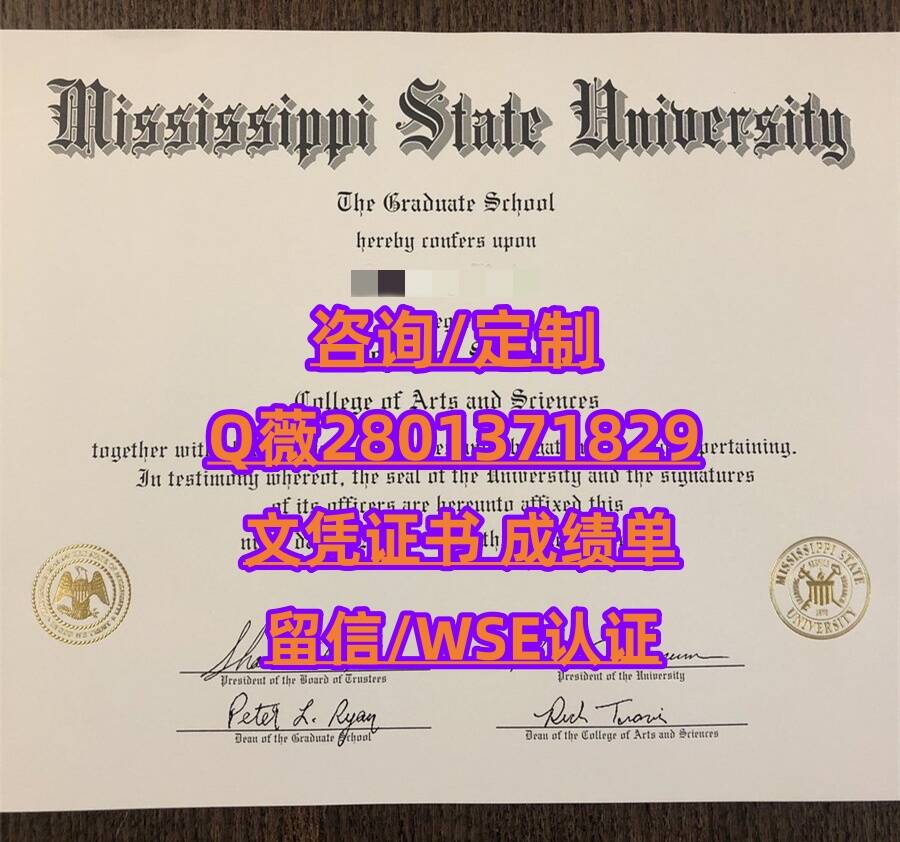 Mississippi State University
The Graduate School
hereby confers upon
咨询/定制
College of Arts and Sciences
Q薇2801371829
together pertaining.
In testimony whereof, the seal of the University and the signatures
of its officers are hereunto affixed this
文凭证书 成绩单
MISSISSIPPI STATE
UNIVERSITY
留信/WSE认证
President of the Board of Trustees
President of the University
Peter L. Ryan
Dean of the Graduate School
Dean of the College of Arts and Sciences